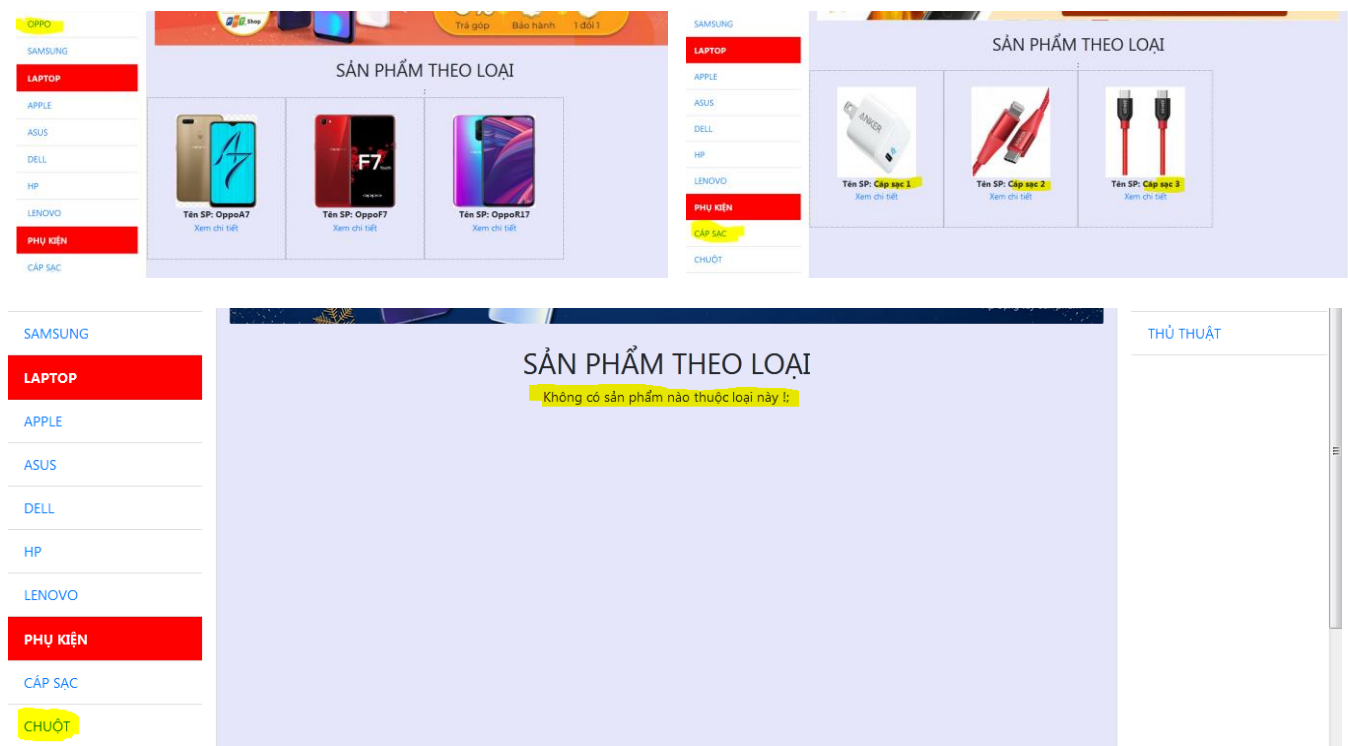 OPPO
SAMSUNG
LAPTOP
APPLE
ASUS
DELL
HP
LENOVO
PHỤ KIỆN
CÁP SẠC
FPT Shop
Trả góp
Bảo hành
1 đổi 1
SẢN PHẨM THEO LOẠI
;
A7
F7
Tên SP: OppoA7
Tên SP: OppoF7
Tên SP: OppoR17
Xem chi tiết
Xem chi tiết
Xem chi tiết
SAMSUNG
LAPTOP
APPLE
ASUS
DELL
HP
LENOVO
PHỤ KIỆN
CÁP SẠC
CHUỘT
SẢN PHẨM THEO LOẠI
;
ANKER
Tên SP: Cáp sạc 1
Tên SP: Cáp sạc 2
Tên SP: Cáp sạc 3
Xem chi tiết
Xem chi tiết
Xem chi tiết
SAMSUNG
LAPTOP
APPLE
ASUS
DELL
HP
LENOVO
PHỤ KIỆN
CÁP SẠC
CHUỘT
SẢN PHẨM THEO LOẠI
Không có sản phẩm nào thuộc loại này !;
THỦ THUẬT